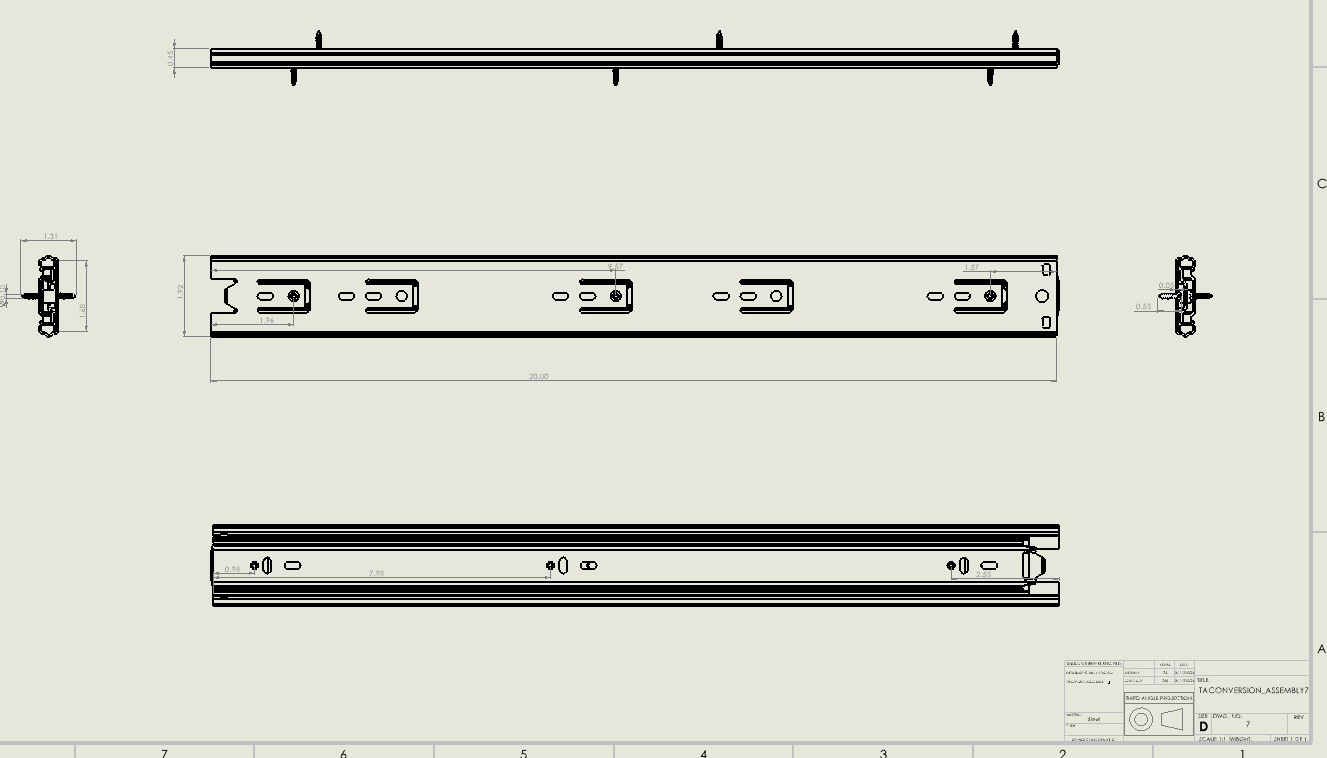 0.45
C
1.31
1.65
1.92
9.57
1.57
1.96
0.05
0.55
20.00
B
0.98
7.98
2.55
A
THIRD ANGLE PROJECTION
Steel
TITLE:
TACONVERSION_ASSEMBLY7
SIZE DWG. NO. REV
D 7
SCALE: 1:1 WEIGHT: SHEET 1 OF 1
7 6 5 4 3 2 1